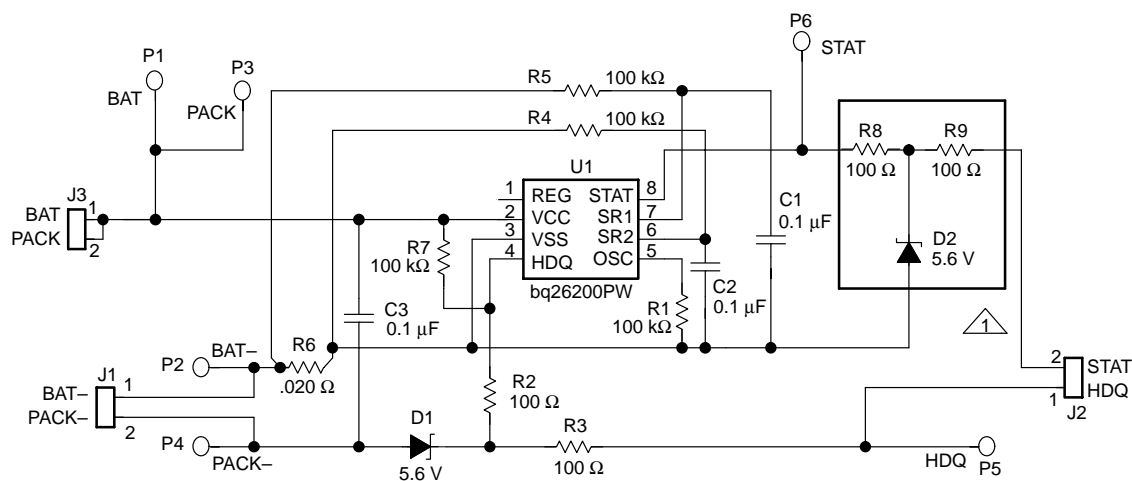 P6
STAT
P1
BAT
P3
PACK
R5 100 kΩ
R4 100 kΩ
R8
100 Ω
R9
100 Ω
U1
1 REG STAT 8
2 VCC SR1 7
3 VSS SR2 6
4 HDQ OSC 5
bq26200PW
J3
BAT 1
PACK 2
R7
100 kΩ
C1
0.1 µF
D2
5.6 V
C2
0.1 µF
R1
100 kΩ
C3
0.1 µF
1
P2 BAT–
R6
.020 Ω
J1
BAT– 1
PACK– 2
R2
100 Ω
2 STAT
1 HDQ
J2
P4
PACK–
D1
5.6 V
R3
100 Ω
HDQ P5